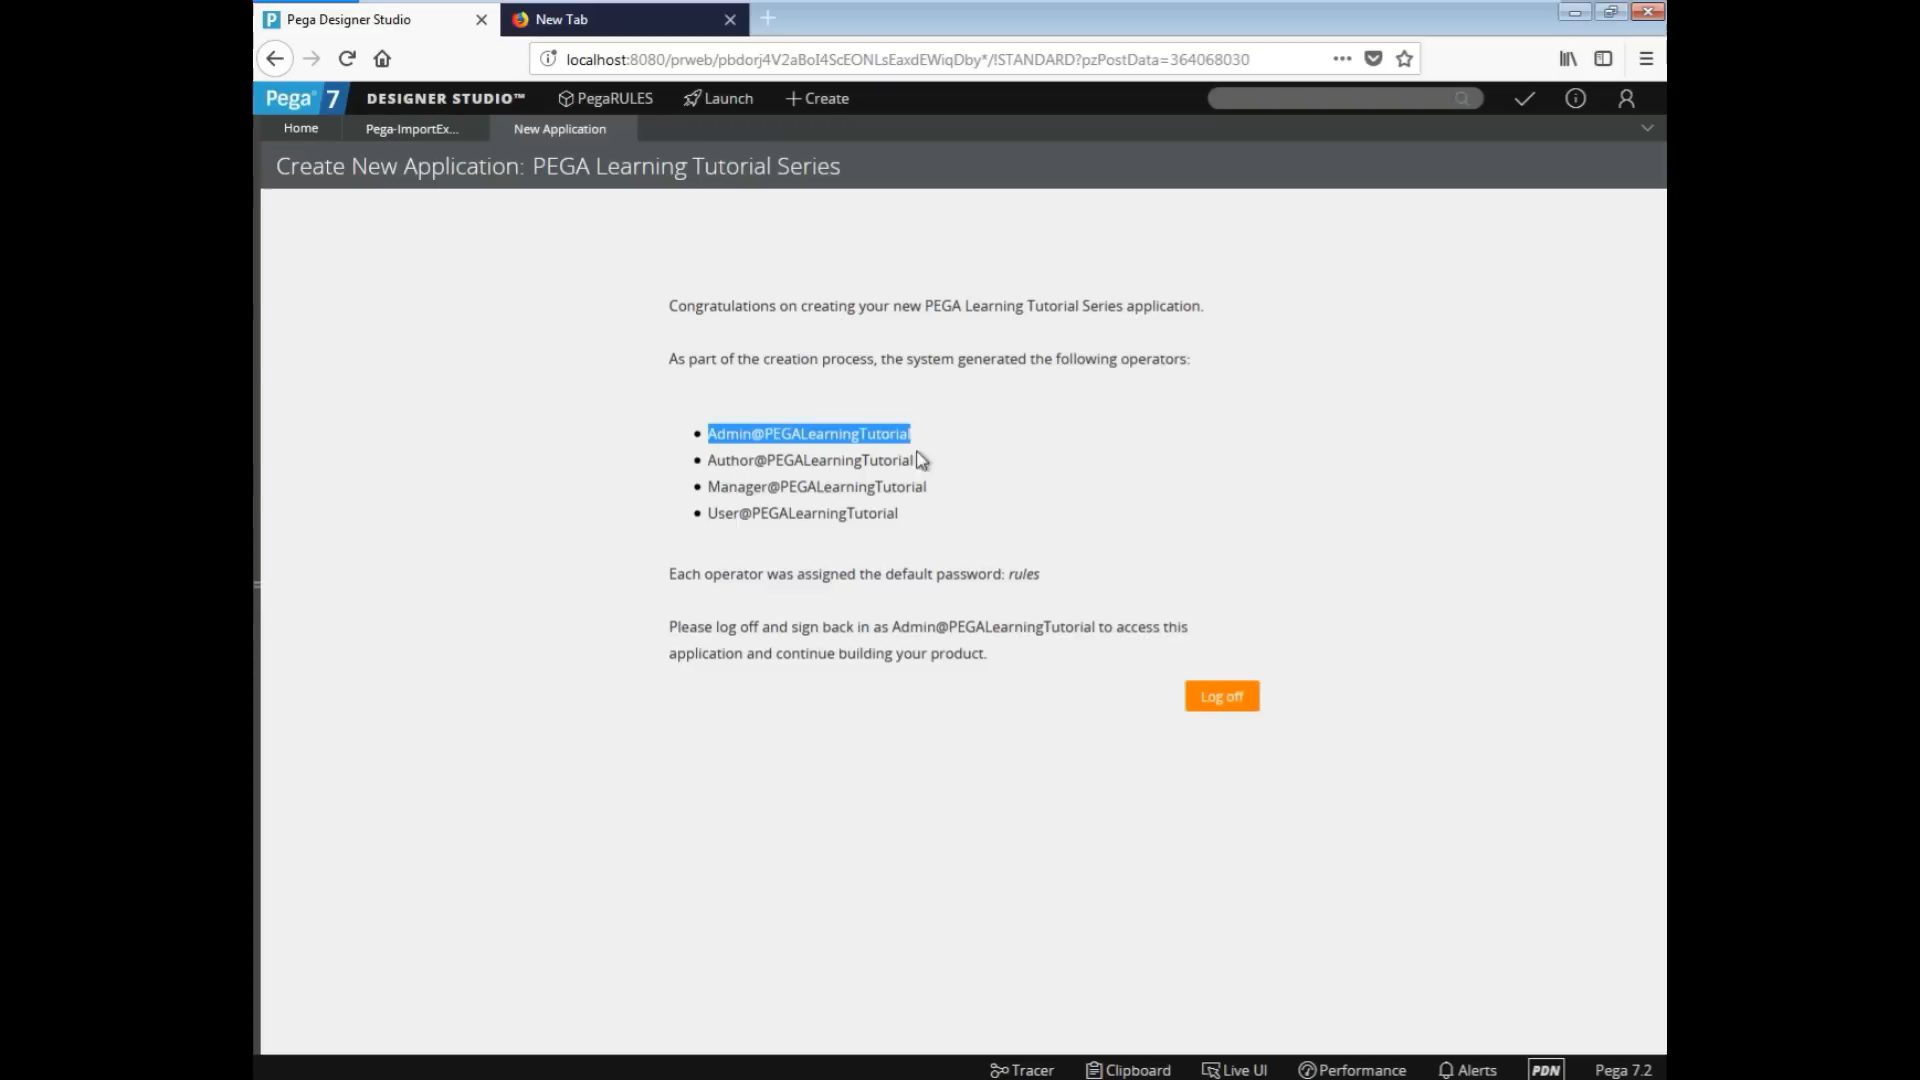 Pega Designer Studio
New Tab
localhost:8080/prweb/pbdorj4V2aBoI4ScEONLsEaxdEWiqDby*/!STANDARD?pzPostData=364068030
Pega 7 DESIGNER STUDIO™ PegaRULES Launch Create
Home Pega-ImportEx... New Application
Create New Application: PEGA Learning Tutorial Series
Congratulations on creating your new PEGA Learning Tutorial Series application.
As part of the creation process, the system generated the following operators:
• Admin@PEGALearningTutorial
• Author@PEGALearningTutorial
• Manager@PEGALearningTutorial
• User@PEGALearningTutorial
Each operator was assigned the default password: rules
Please log off and sign back in as Admin@PEGALearningTutorial to access this
application and continue building your product.
Log off
Tracer Clipboard Live UI Performance Alerts PDN Pega 7.2